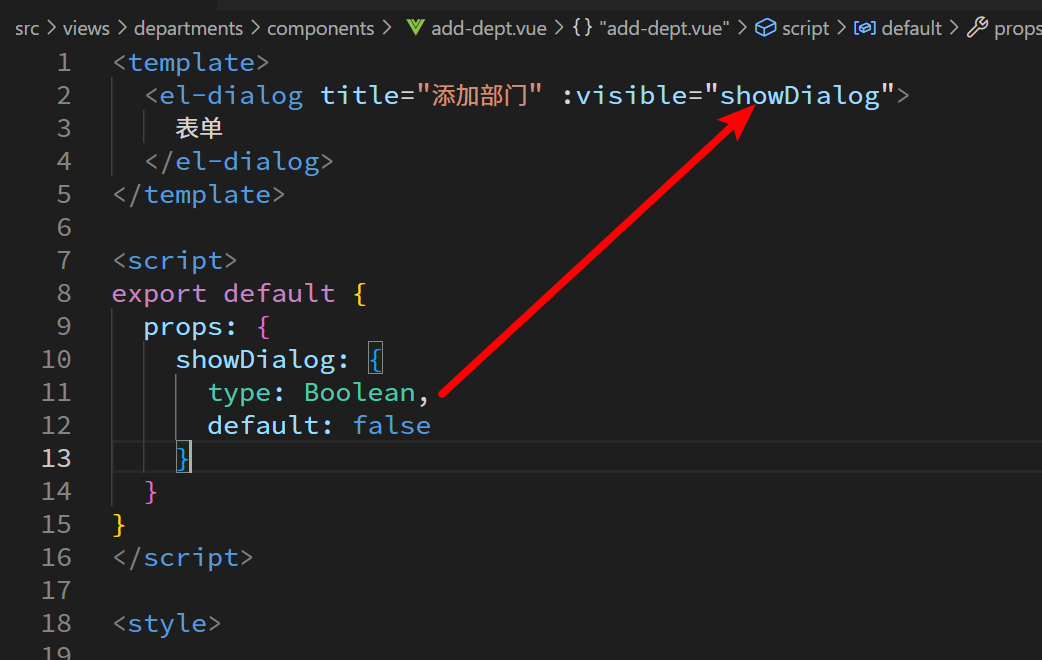 src > views > departments > components > add-dept.vue > {} "add-dept.vue" > script > default > props
1 <template>
2   <el-dialog title="添加部门" :visible="showDialog">
3     表单
4   </el-dialog>
5 </template>
6
7 <script>
8 export default {
9   props: {
10     showDialog: {
11       type: Boolean,
12       default: false
13     }
14   }
15 }
16 </script>
17
18 <style>
19